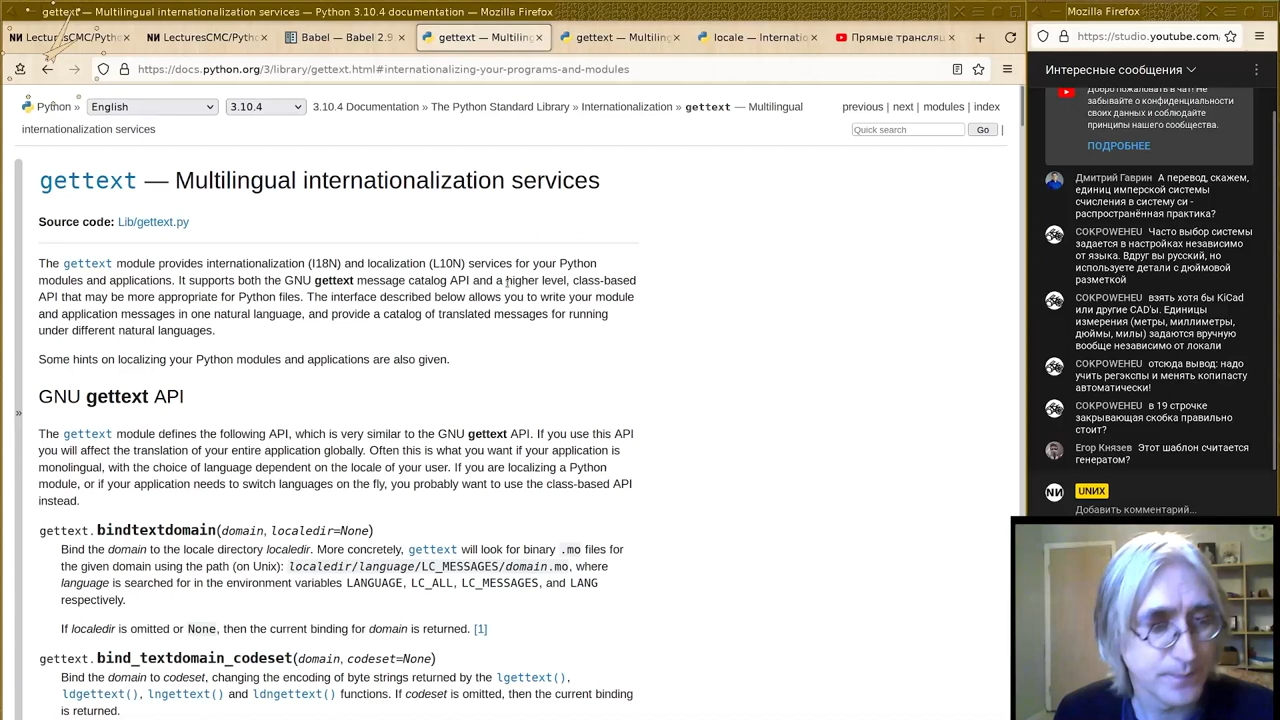 gettext — Multilingual internationalization services — Python 3.10.4 documentation — Mozilla Firefox
Mozilla Firefox
LecturesCMC/Python
LecturesCMC/Python
Babel — Babel 2.9
gettext — Multiling
gettext — Multiling
locale — Internatio
Прямые трансляц
https://docs.python.org/3/library/gettext.html#internationalizing-your-programs-and-modules
https://studio.youtube.com/
Python » English 3.10.4 3.10.4 Documentation » The Python Standard Library » Internationalization » gettext — Multilingual
internationalization services
previous | next | modules | index
Quick search Go |
gettext — Multilingual internationalization services
Source code: Lib/gettext.py
The gettext module provides internationalization (I18N) and localization (L10N) services for your Python
modules and applications. It supports both the GNU gettext message catalog API and a higher level, class-based
API that may be more appropriate for Python files. The interface described below allows you to write your module
and application messages in one natural language, and provide a catalog of translated messages for running
under different natural languages.
Some hints on localizing your Python modules and applications are also given.
GNU gettext API
The gettext module defines the following API, which is very similar to the GNU gettext API. If you use this API
you will affect the translation of your entire application globally. Often this is what you want if your application is
monolingual, with the choice of language dependent on the locale of your user. If you are localizing a Python
module, or if your application needs to switch languages on the fly, you probably want to use the class-based API
instead.
gettext.bindtextdomain(domain, localedir=None)
Bind the domain to the locale directory localedir. More concretely, gettext will look for binary .mo files for
the given domain using the path (on Unix): localedir/language/LC_MESSAGES/domain.mo, where
language is searched for in the environment variables LANGUAGE, LC_ALL, LC_MESSAGES, and LANG
respectively.
If localedir is omitted or None, then the current binding for domain is returned. [1]
gettext.bind_textdomain_codeset(domain, codeset=None)
Bind the domain to codeset, changing the encoding of byte strings returned by the lgettext(),
ldgettext(), lngettext() and ldngettext() functions. If codeset is omitted, then the current binding
is returned.
»
Интересные сообщения
Добро пожаловать в чат! Не
забывайте о конфиденциальности
своих данных и соблюдайте
принципы нашего сообщества.
ПОДРОБНЕЕ
Дмитрий Гаврин А перевод, скажем,
единиц имперской системы
счисления в систему си -
распространённая практика?
COKPOWEHEU Часто выбор системы
задается в настройках независимо
от языка. Вдруг вы русский, но
используете детали с дюймовой
разметкой
COKPOWEHEU взять хотя бы KiCad
или другие CAD'ы. Единицы
измерения (метры, миллиметры,
дюймы, милы) задаются вручную
вообще независимо от локали
COKPOWEHEU отсюда вывод: надо
учить регэкспы и менять копипасту
автоматически!
COKPOWEHEU в 19 строчке
закрывающая скобка правильно
стоит?
Егор Князев Этот шаблон считается
генератом?
UNИX
Добавить комментарий...